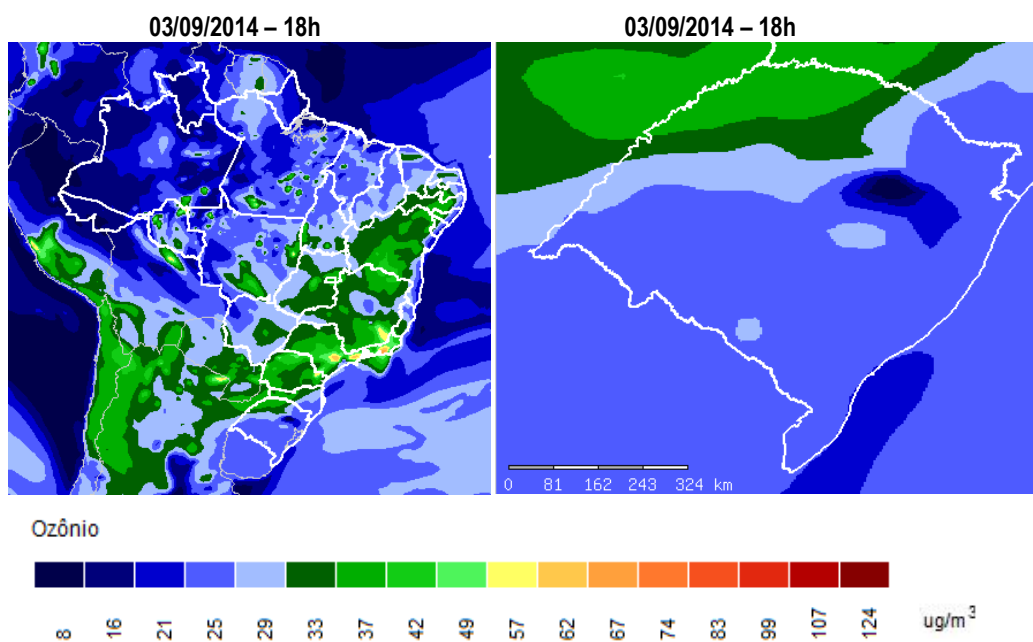 03/09/2014 – 18h
03/09/2014 – 18h
0 81 162 243 324 km
Ozônio
8 16 21 25 29 33 37 42 49 57 62 67 74 83 99 107 124 ug/m³